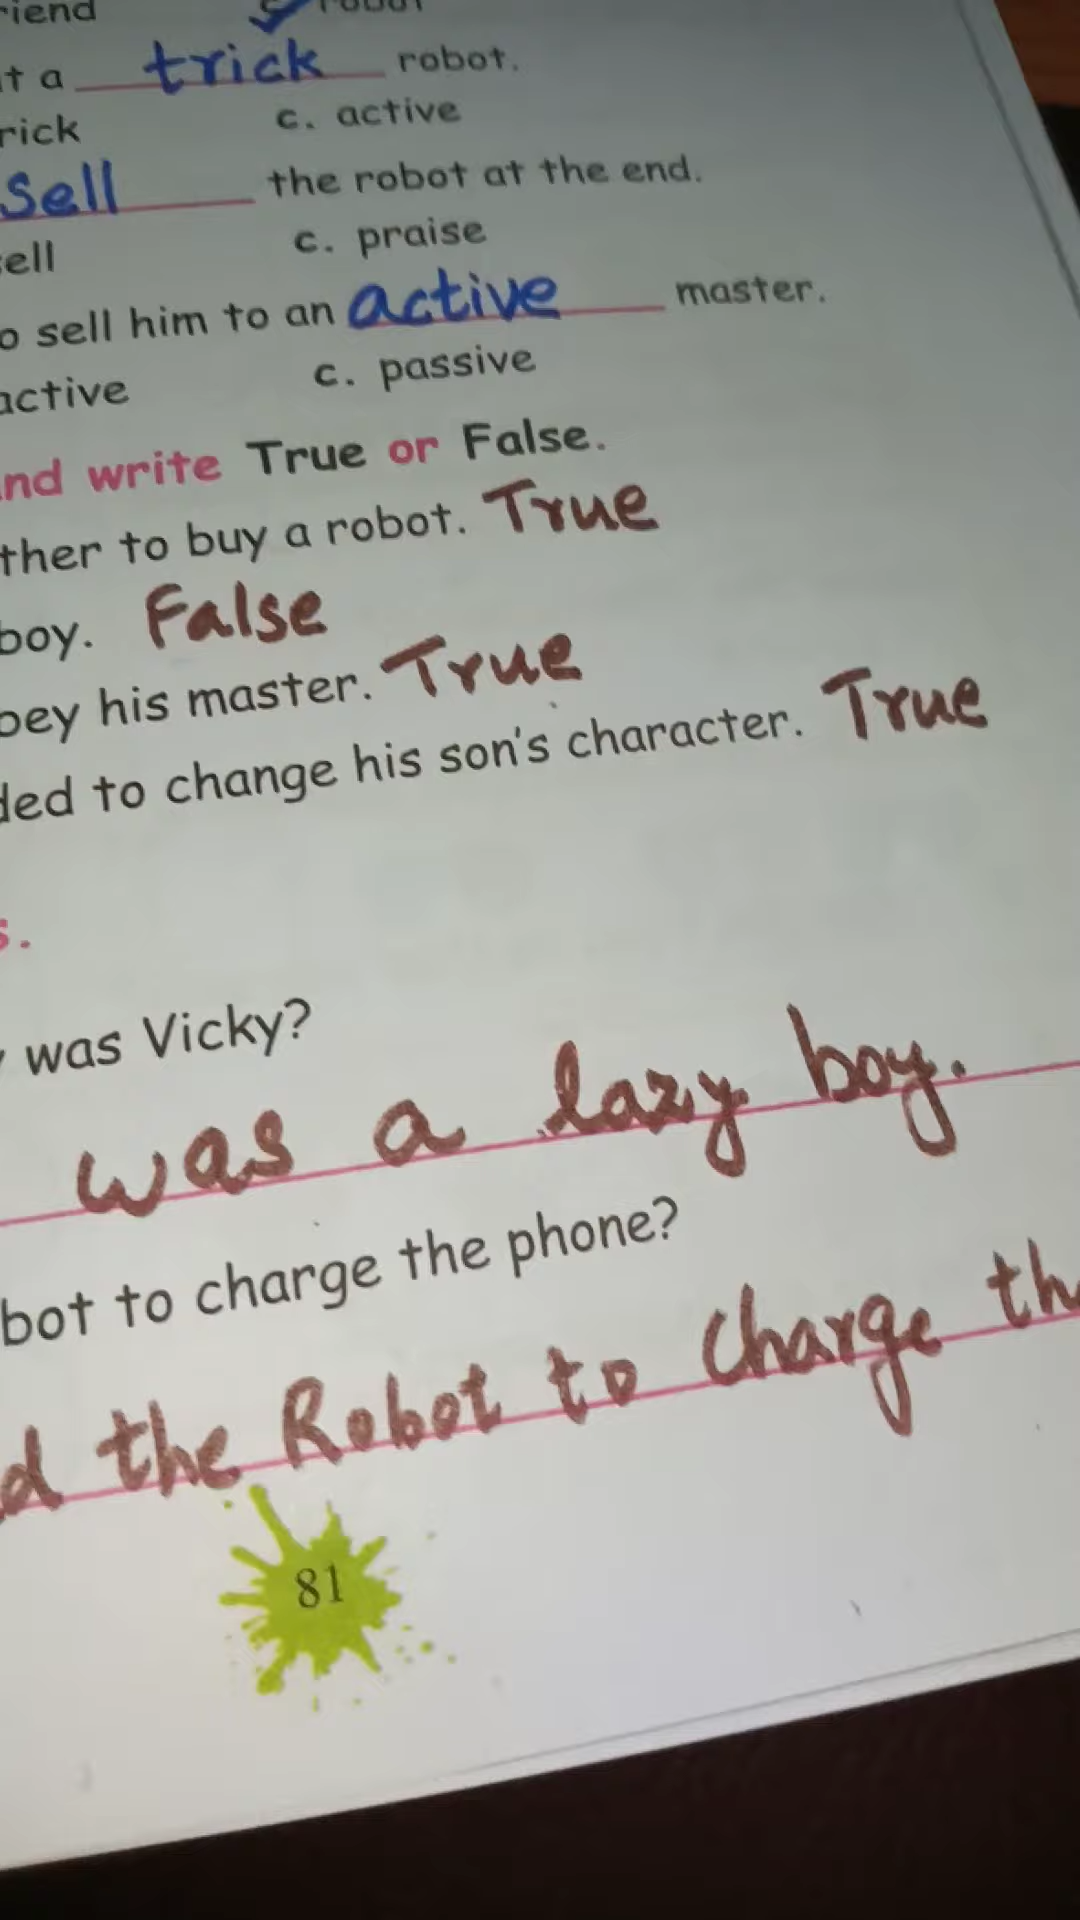 riend robot
t a trick robot.
rick c. active
sell the robot at the end.
ell c. praise
o sell him to an active master.
active c. passive
nd write True or False.
ther to buy a robot. True
boy. False
bey his master. True
ded to change his son's character. True
s.
y was Vicky?
was a lazy boy.
bot to charge the phone?
d the Robot to charge th
81